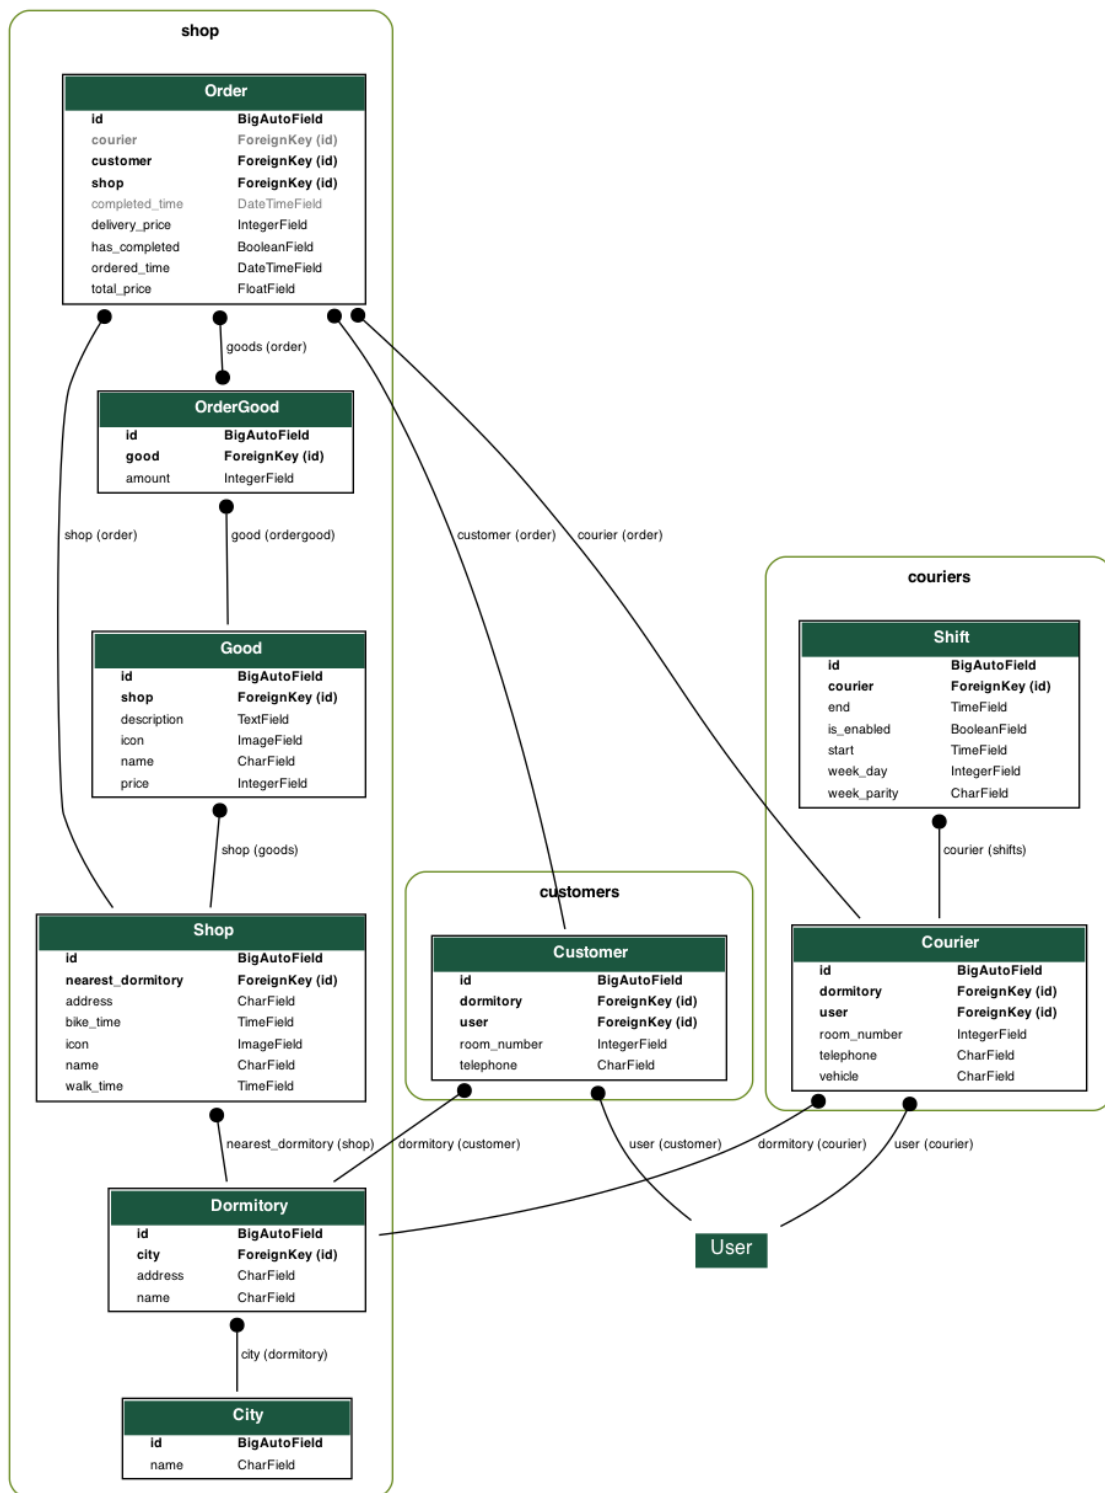 shop
Order
id BigAutoField
courier ForeignKey (id)
customer ForeignKey (id)
shop ForeignKey (id)
completed_time DateTimeField
delivery_price IntegerField
has_completed BooleanField
ordered_time DateTimeField
total_price FloatField
goods (order)
OrderGood
id BigAutoField
good ForeignKey (id)
amount IntegerField
shop (order)
good (ordergood)
customer (order)
courier (order)
Good
id BigAutoField
shop ForeignKey (id)
description TextField
icon ImageField
name CharField
price IntegerField
shop (goods)
couriers
Shift
id BigAutoField
courier ForeignKey (id)
end TimeField
is_enabled BooleanField
start TimeField
week_day IntegerField
week_parity CharField
courier (shifts)
Shop
id BigAutoField
nearest_dormitory ForeignKey (id)
address CharField
bike_time TimeField
icon ImageField
name CharField
walk_time TimeField
customers
Customer
id BigAutoField
dormitory ForeignKey (id)
user ForeignKey (id)
room_number IntegerField
telephone CharField
Courier
id BigAutoField
dormitory ForeignKey (id)
user ForeignKey (id)
room_number IntegerField
telephone CharField
vehicle CharField
nearest_dormitory (shop)
dormitory (customer)
user (customer)
dormitory (courier)
user (courier)
Dormitory
id BigAutoField
city ForeignKey (id)
address CharField
name CharField
User
city (dormitory)
City
id BigAutoField
name CharField